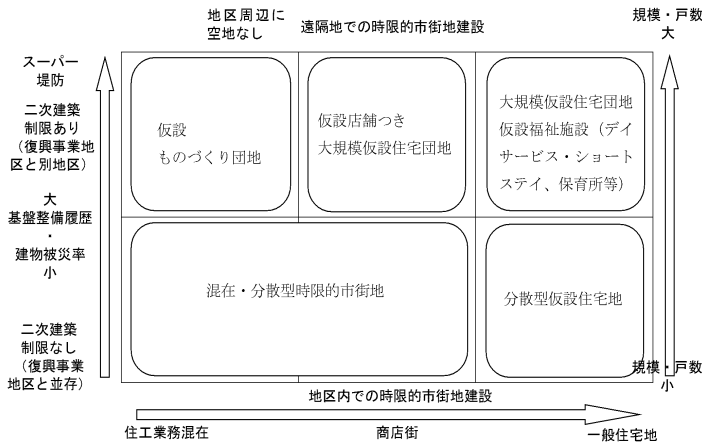 地区周辺に
空地なし
遠隔地での時限的市街地建設
規模・戸数
大
スーパー
堤防
二次建築
制限あり
（復興事業地
区と別地区）
大
基盤整備履歴
・
建物被災率
小
二次建築
制限なし
（復興事業
地区と並存）
仮設
ものづくり団地
仮設店舗つき
大規模仮設住宅団地
大規模仮設住宅団地
仮設福祉施設（デイ
サービス・ショート
ステイ、保育所等）
混在・分散型時限的市街地
分散型仮設住宅地
規模・戸数
小
地区内での時限的市街地建設
住工業務混在
商店街
一般住宅地